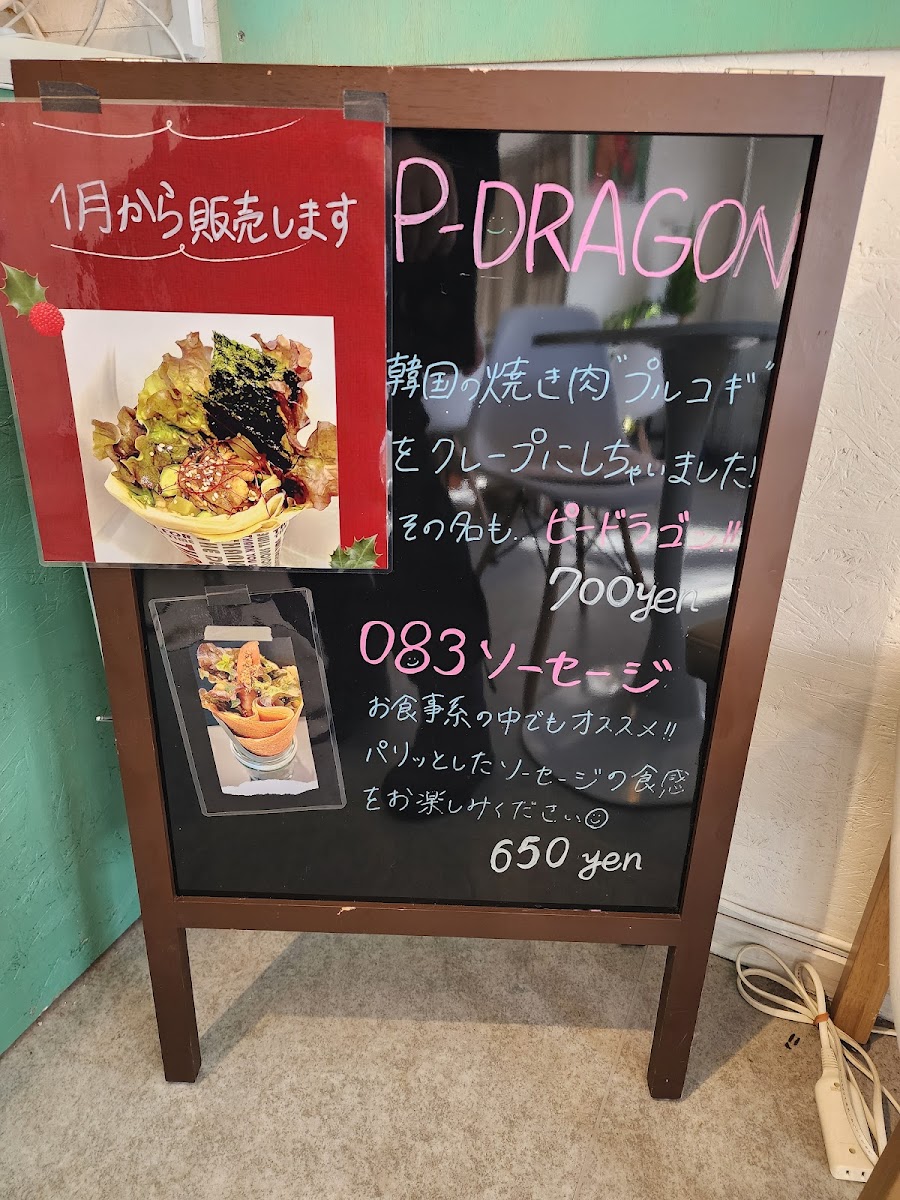 1月から販売します
P-DRAGON
韓国の焼き肉"プルコギ"
をクレープにしちゃいました!
その名も... ピードラゴン!!
700yen
083ソーセージ
お食事系の中でもオススメ!!
パリッとしたソーセージの食感
をお楽しみください☺
650 yen